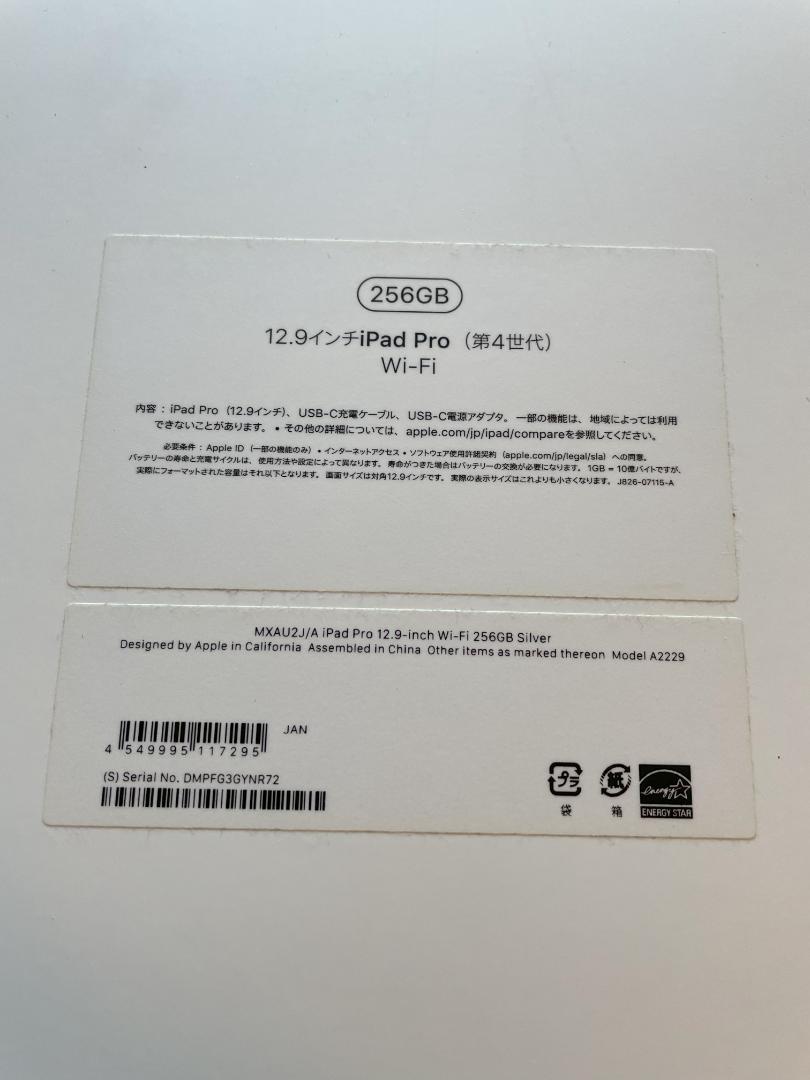 256GB
12.9インチiPad Pro（第4世代）
Wi-Fi
内容：iPad Pro（12.9インチ）、USB-C充電ケーブル、USB-C電源アダプタ。一部の機能は、地域によっては利用
できないことがあります。• その他の詳細については、apple.com/jp/ipad/compareを参照してください。
必要条件：Apple ID（一部の機能のみ）• インターネットアクセス • ソフトウェア使用許諾契約（apple.com/jp/legal/sla）への同意。
バッテリーの寿命と充電サイクルは、使用方法や設定によって異なります。寿命がつきた場合はバッテリーの交換が必要になります。1GB = 10億バイトですが、
実際にフォーマットされた容量はそれ以下となります。画面サイズは対角12.9インチです。実際の表示サイズはこれよりも小さくなります。J826-07115-A
MXAU2J/A iPad Pro 12.9-inch Wi-Fi 256GB Silver
Designed by Apple in California Assembled in China Other items as marked thereon Model A2229
JAN
4 549995 117295
(S) Serial No. DMPFG3GYNR72
プラ
袋
紙
箱
energy
ENERGY STAR